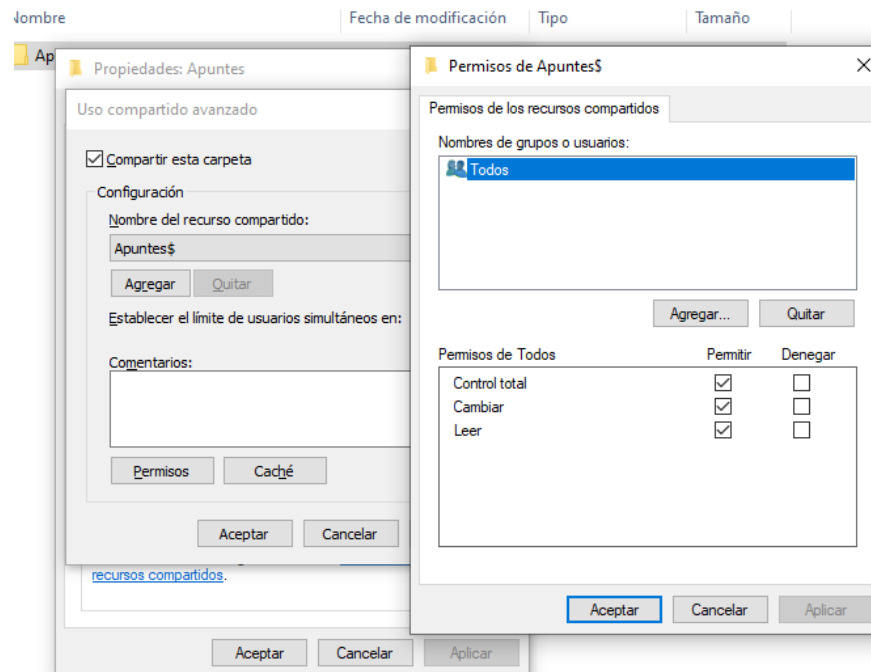 Nombre Fecha de modificación Tipo Tamaño
Ap
Propiedades: Apuntes
Uso compartido avanzado
Compartir esta carpeta
Configuración
Nombre del recurso compartido:
Apuntes$
Agregar Quitar
Establecer el límite de usuarios simultáneos en:
Comentarios:
Permisos Caché
Aceptar Cancelar
recursos compartidos.
Aceptar Cancelar Aplicar
Permisos de Apuntes$
Permisos de los recursos compartidos
Nombres de grupos o usuarios:
Todos
Agregar... Quitar
Permisos de Todos Permitir Denegar
Control total
Cambiar
Leer
Aceptar Cancelar Aplicar